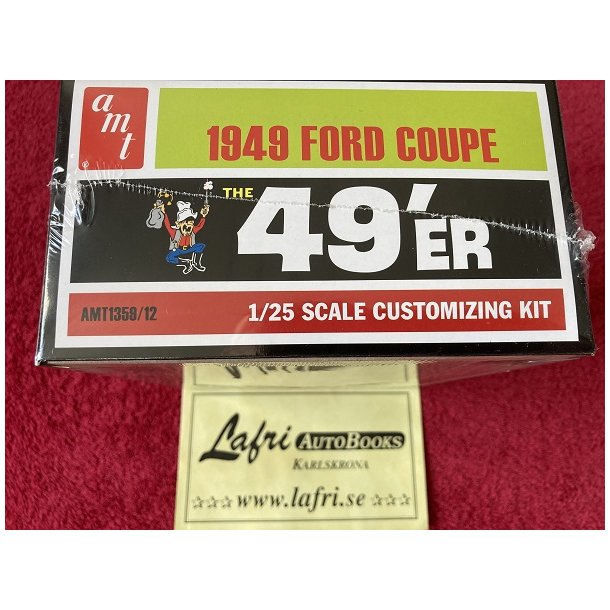 amt
1949 FORD COUPE
THE 49'ER
AMT1359/12
1/25 SCALE CUSTOMIZING KIT
Lafri AUTOBOOKS
KARLSKRONA
☆☆☆ www.lafri.se ☆☆☆